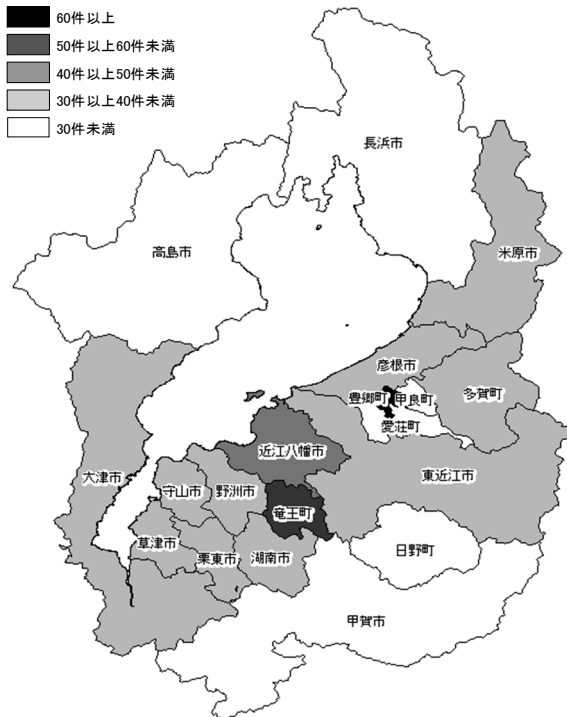 60件以上
50件以上60件未満
40件以上50件未満
30件以上40件未満
30件未満
長浜市
高島市
米原市
彦根市
豊郷町
甲良町
多賀町
愛荘町
近江八幡市
東近江市
大津市
守山市
野洲市
竜王町
草津市
栗東市
湖南市
日野町
甲賀市